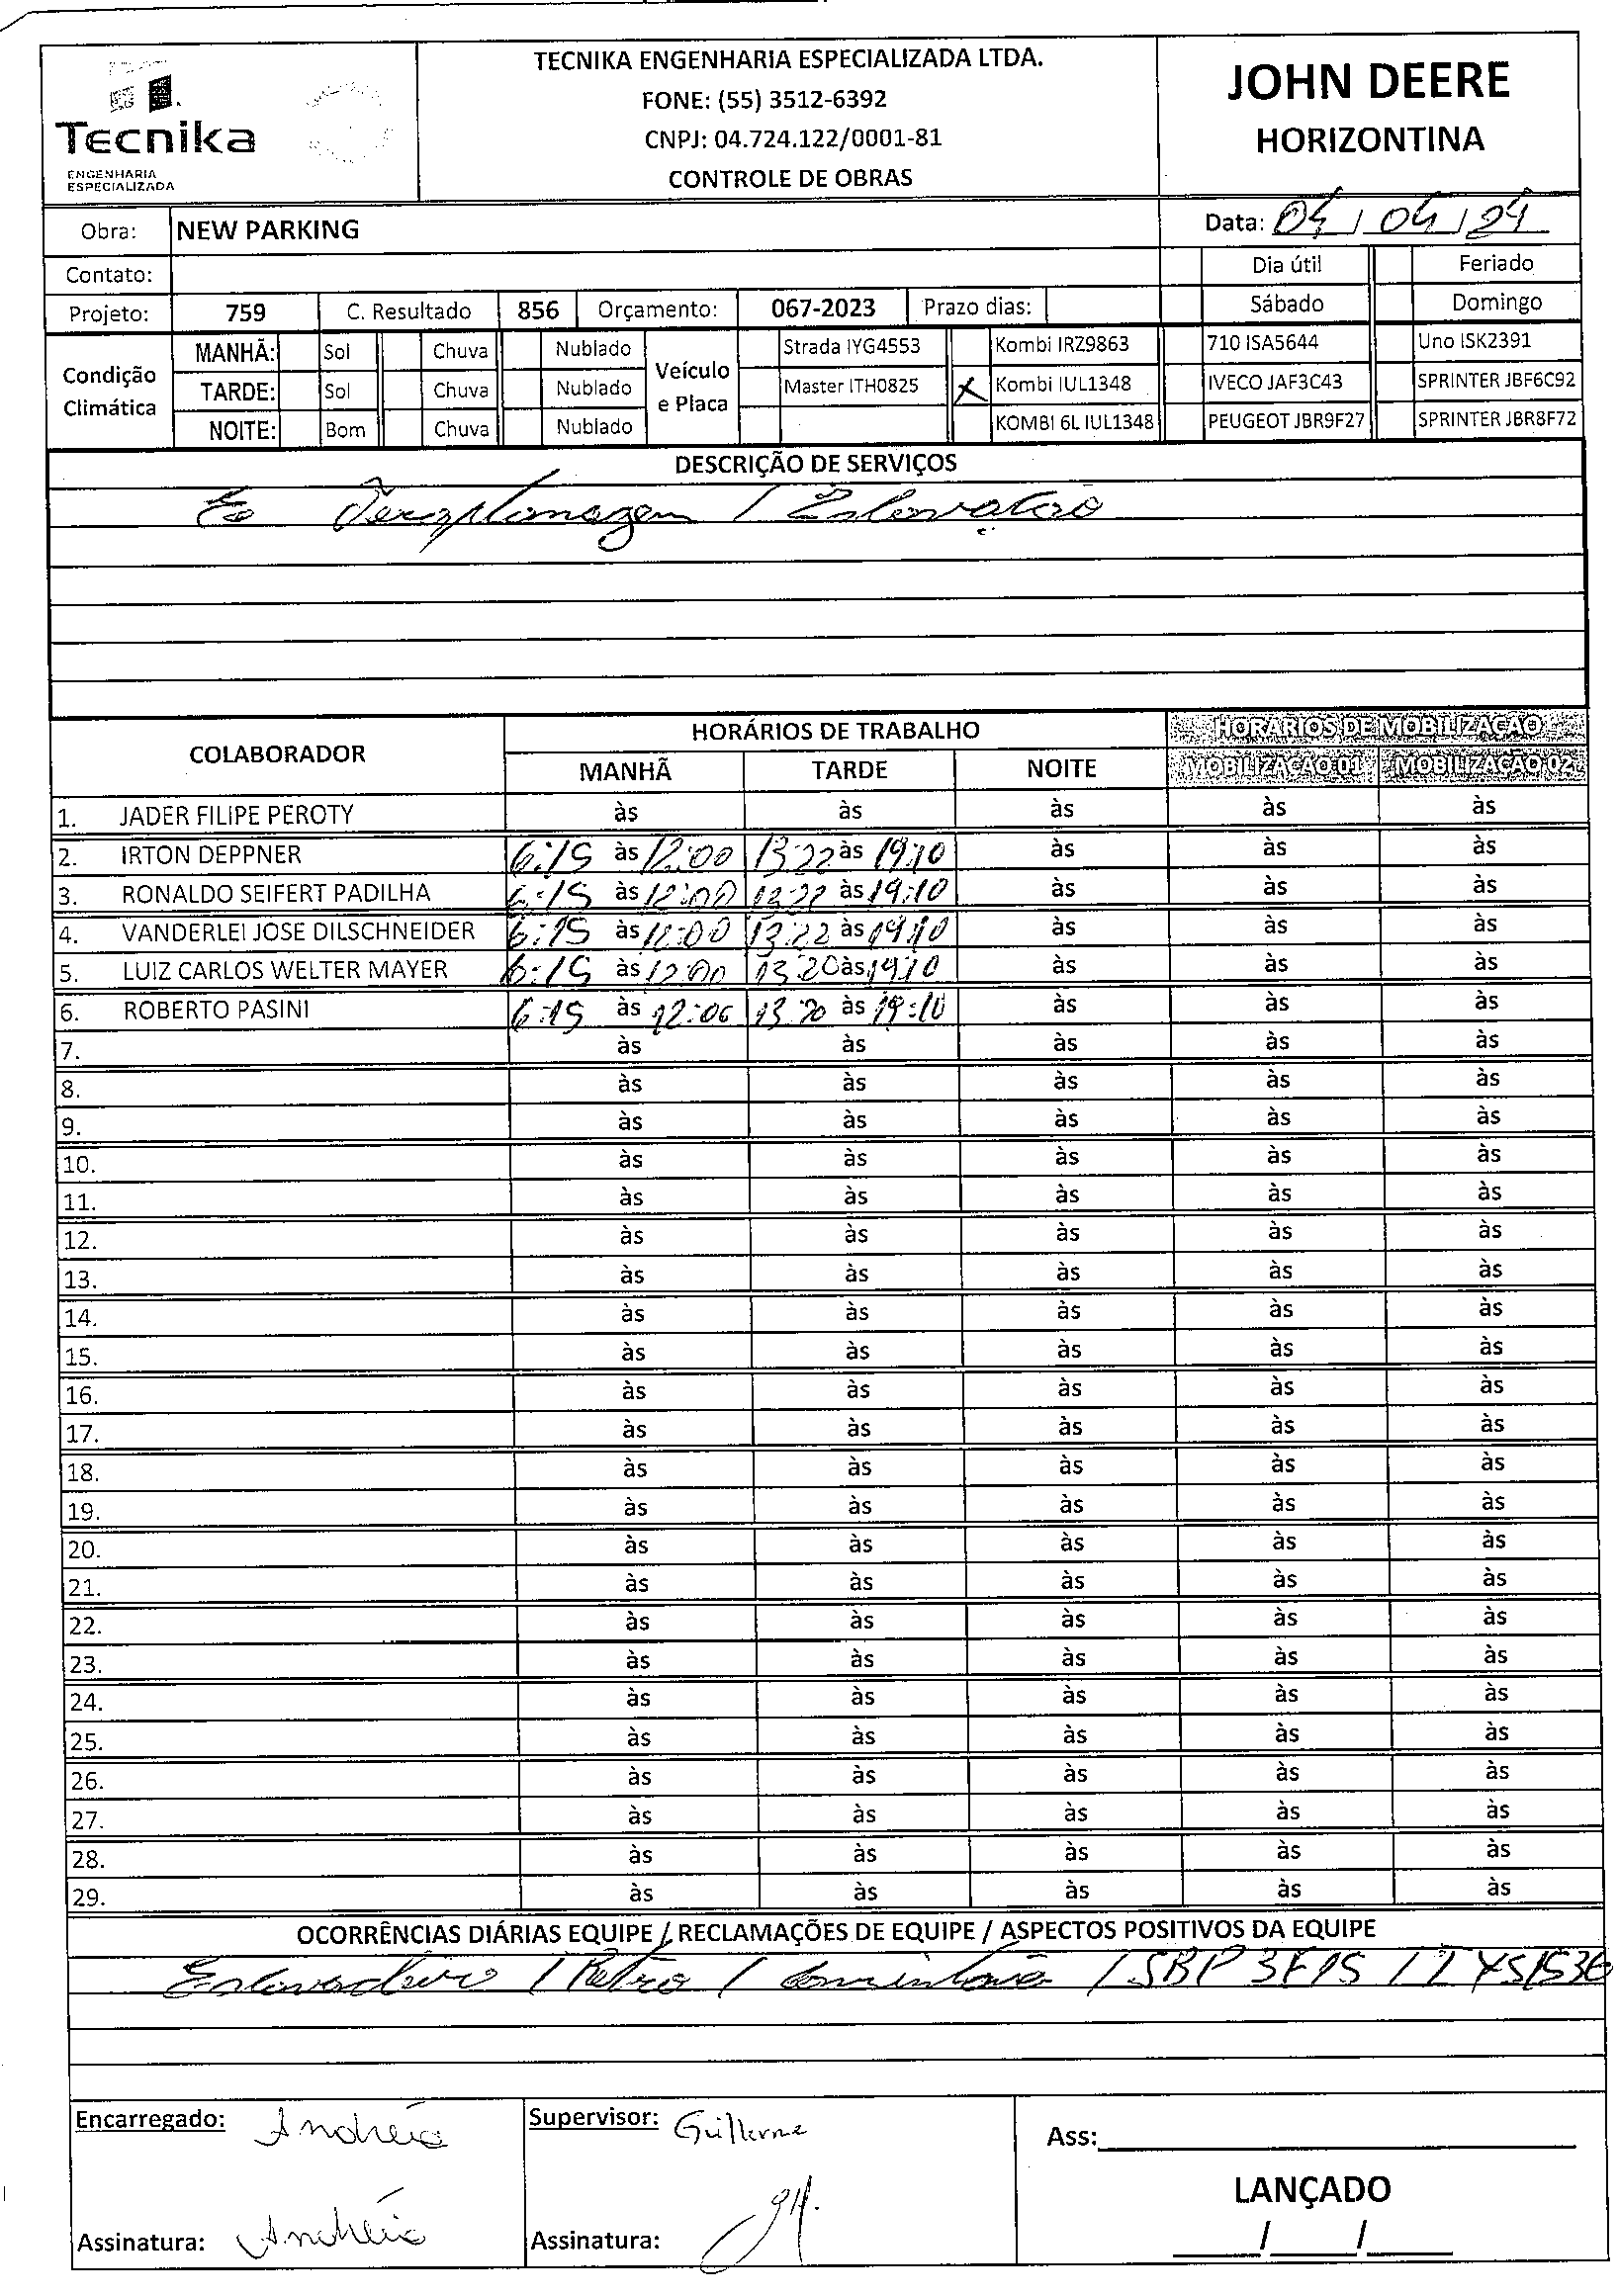 Tecnika
ENGENHARIA
ESPECIALIZADA
TECNIKA ENGENHARIA ESPECIALIZADA LTDA.
FONE: (55) 3512-6392
CNPJ: 04.724.122/0001-81
CONTROLE DE OBRAS
JOHN DEERE
HORIZONTINA
Obra: NEW PARKING
Data: 04 / 04 / 24
Contato:
Dia útil Feriado
Projeto: 759 C. Resultado 856 Orçamento: 067-2023 Prazo dias:
Sábado Domingo
Condição Climática
MANHÃ: Sol Chuva Nublado
TARDE: Sol Chuva Nublado
NOITE: Bom Chuva Nublado
Veículo e Placa
Strada IYG4553 Kombi IRZ9863 710 ISA5644 Uno ISK2391
Master ITH0825 X Kombi IUL1348 IVECO JAF3C43 SPRINTER JBF6C92
KOMBI 6L IUL1348 PEUGEOT JBR9F27 SPRINTER JBR8F72
DESCRIÇÃO DE SERVIÇOS
Terraplanagem / Escavação
COLABORADOR HORÁRIOS DE TRABALHO HORÁRIOS DE MOBILIZAÇÃO
MANHÃ TARDE NOITE MOBILIZAÇÃO 01 MOBILIZAÇÃO 02
1. JADER FILIPE PEROTY às às às às às
2. IRTON DEPPNER 6:15 às 12:00 13:22 às 19:10 às às às
3. RONALDO SEIFERT PADILHA 6:15 às 12:00 13:22 às 19:10 às às às
4. VANDERLEI JOSE DILSCHNEIDER 6:15 às 12:00 13:22 às 19:10 às às às
5. LUIZ CARLOS WELTER MAYER 6:15 às 12:00 13:20 às 19:10 às às às
6. ROBERTO PASINI 6:15 às 12:00 13:20 às 19:10 às às às
7. às às às às às
8. às às às às às
9. às às às às às
10. às às às às às
11. às às às às às
12. às às às às às
13. às às às às às
14. às às às às às
15. às às às às às
16. às às às às às
17. às às às às às
18. às às às às às
19. às às às às às
20. às às às às às
21. às às às às às
22. às às às às às
23. às às às às às
24. às às às às às
25. às às às às às
26. às às às às às
27. às às às às às
28. às às às às às
29. às às às às às
OCORRÊNCIAS DIÁRIAS EQUIPE / RECLAMAÇÕES DE EQUIPE / ASPECTOS POSITIVOS DA EQUIPE
/ Retro / / SBP 3F15 /
Encarregado: Andréia
Supervisor: Guilherme
Ass:
LANÇADO
Assinatura: Andréia
Assinatura:
/ /